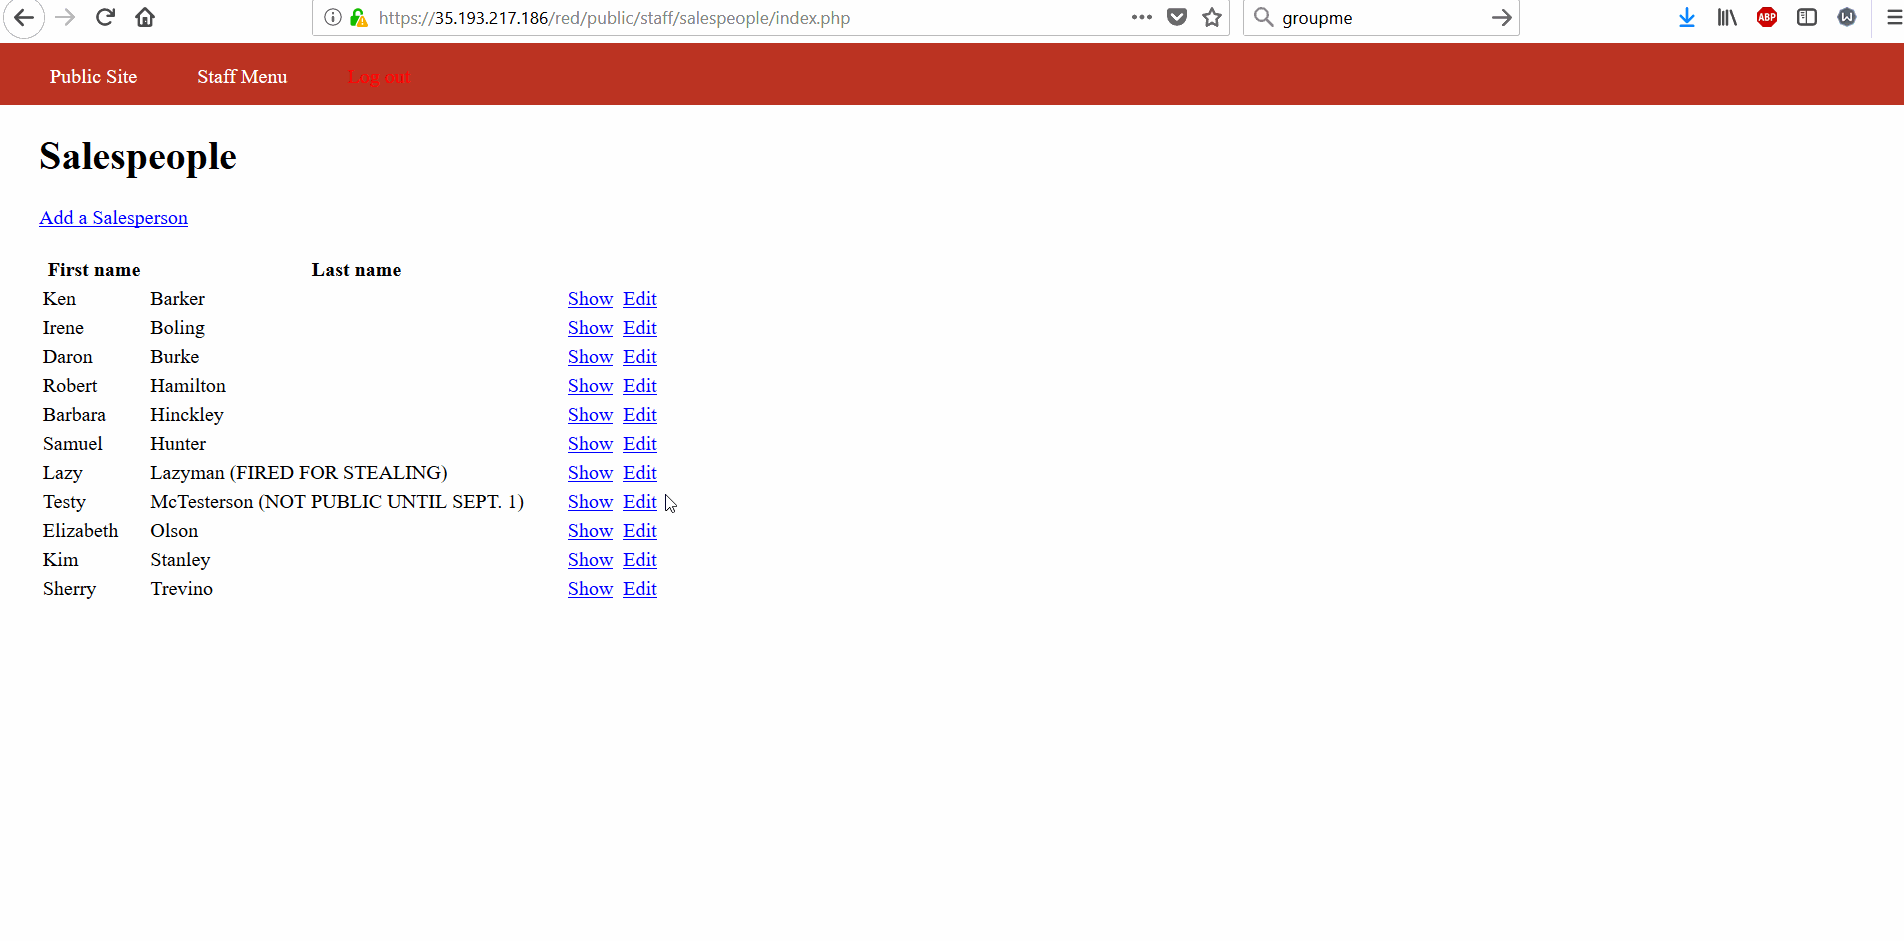 https://35.193.217.186/red/public/staff/salespeople/index.php groupme ABP W
Public Site Staff Menu Log out
Salespeople
Add a Salesperson
First name Last name
Ken Barker Show Edit
Irene Boling Show Edit
Daron Burke Show Edit
Robert Hamilton Show Edit
Barbara Hinckley Show Edit
Samuel Hunter Show Edit
Lazy Lazyman (FIRED FOR STEALING) Show Edit
Testy McTesterson (NOT PUBLIC UNTIL SEPT. 1) Show Edit
Elizabeth Olson Show Edit
Kim Stanley Show Edit
Sherry Trevino Show Edit